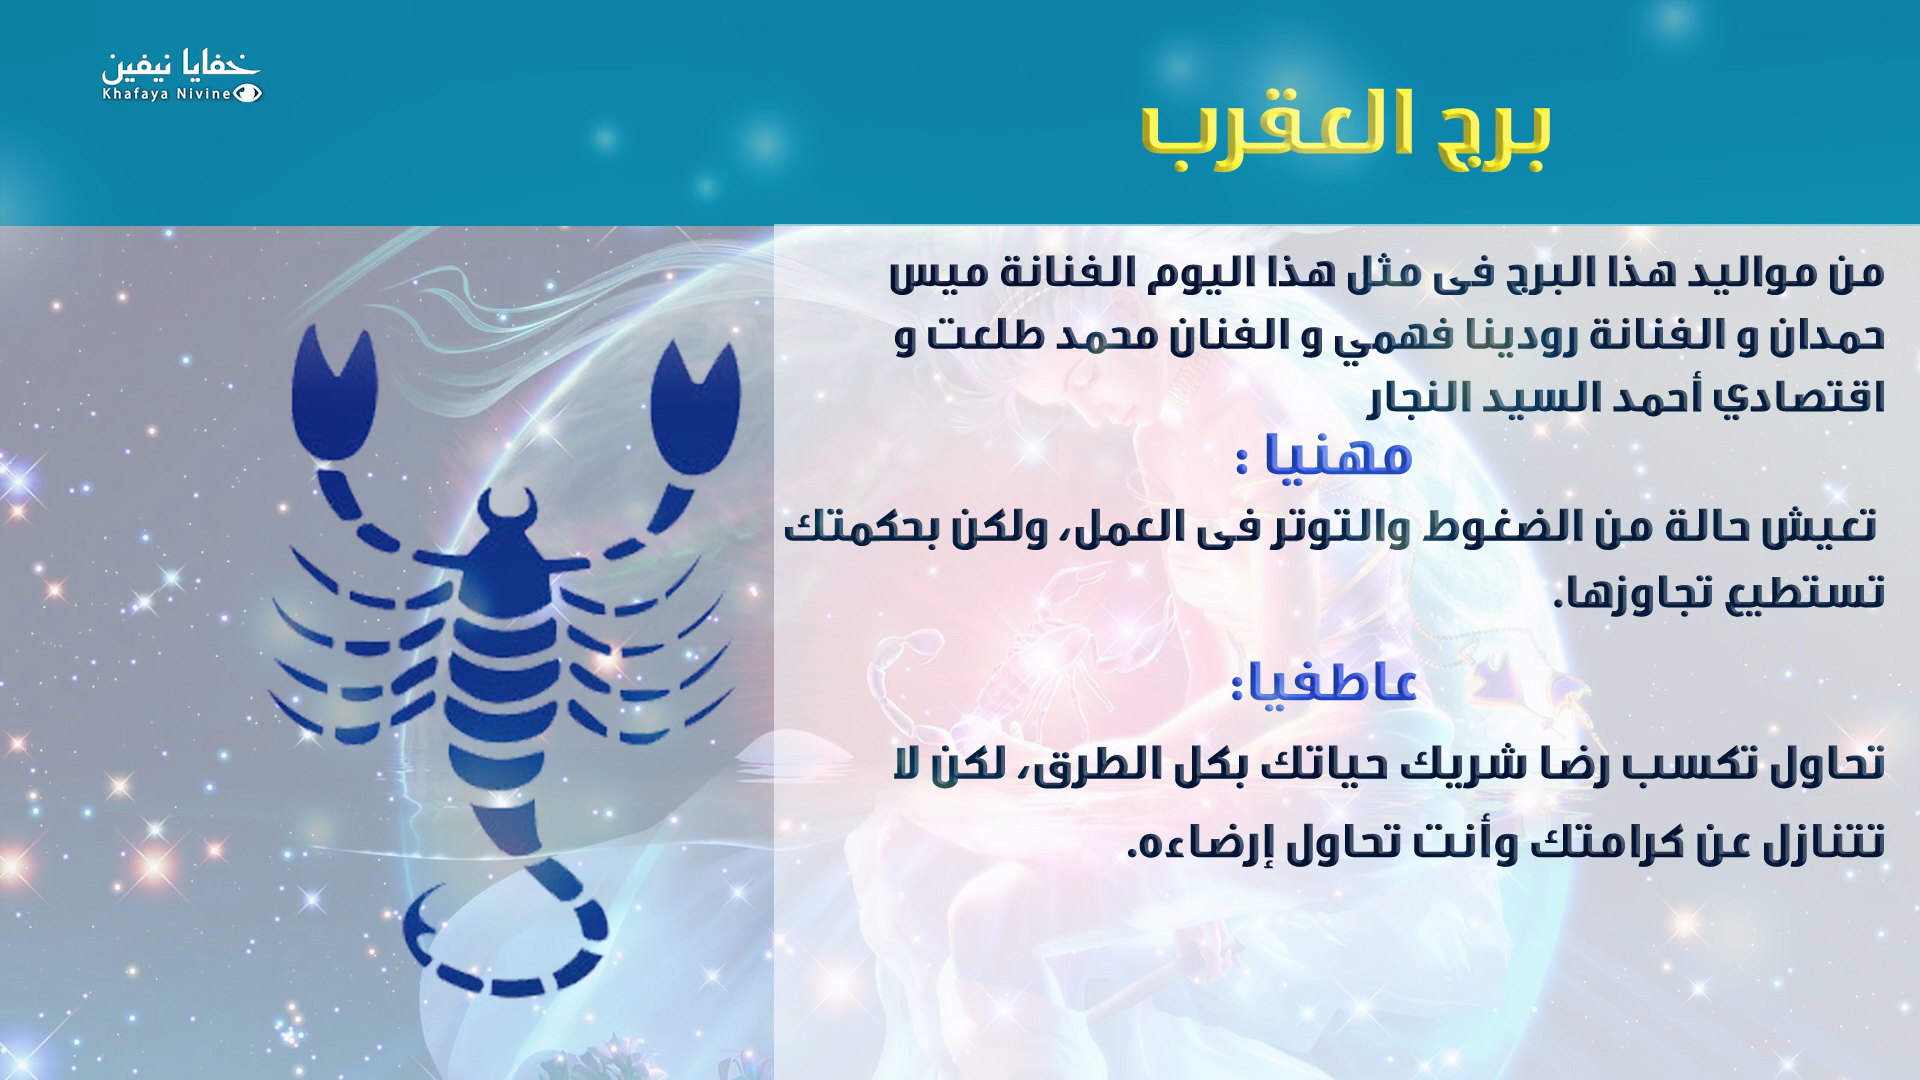 خفايا نيفين
Khafaya Nivine
برج العقرب
من مواليد هذا البرج فى مثل هذا اليوم الفنانة ميس
حمدان و الفنانة رودينا فهمي و الفنان محمد طلعت و
اقتصادي أحمد السيد النجار
مهنيا :
تعيش حالة من الضغوط والتوتر فى العمل، ولكن بحكمتك
تستطيع تجاوزها.
عاطفيا:
تحاول تكسب رضا شريك حياتك بكل الطرق، لكن لا
تتنازل عن كرامتك وأنت تحاول إرضاءه.